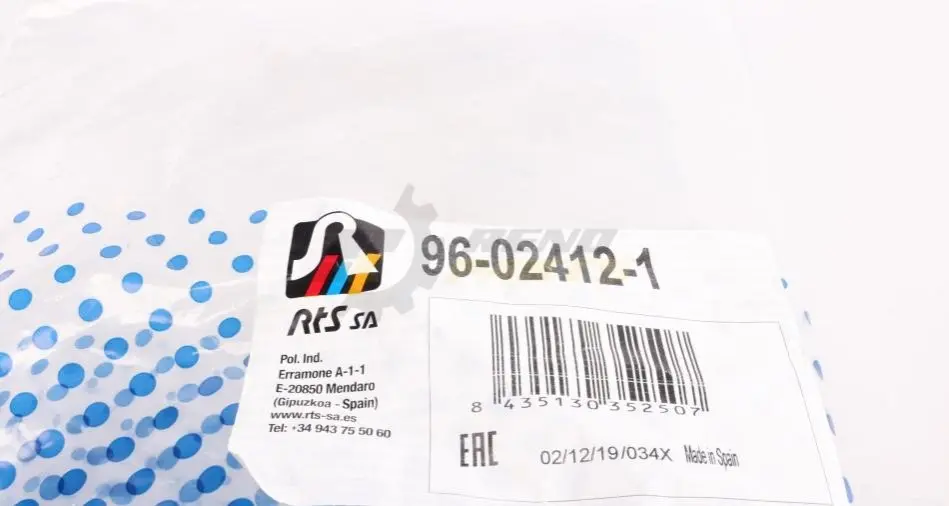 96-02412-1
RtS SA
Pol. Ind.
Erramone A-1-1
E-20850 Mendaro
(Gipuzkoa - Spain)
www.rts-sa.es
Tel: +34 943 75 50 60
8 435130 352507
EAC
02/12/19/034X Made in Spain